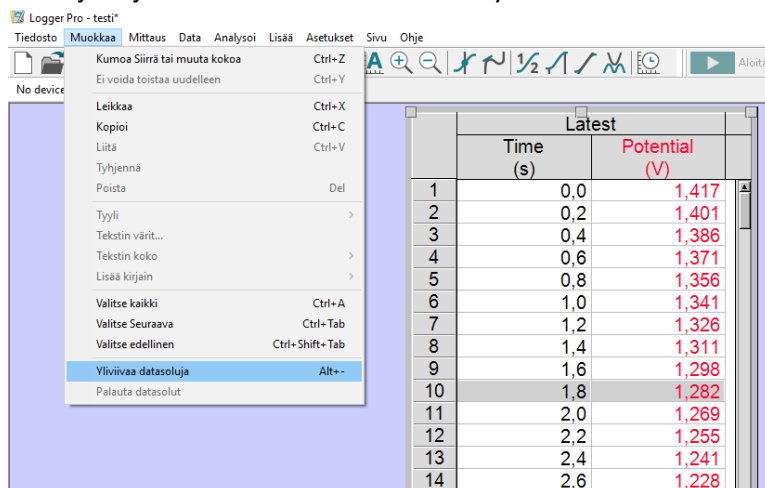 Logger Pro - testi*
Tiedosto Muokkaa Mittaus Data Analysoi Lisää Asetukset Sivu Ohje
Kumoa Siirrä tai muuta kokoa Ctrl+Z
Ei voida toistaa uudelleen Ctrl+Y
Leikkaa Ctrl+X
Kopioi Ctrl+C
Liitä Ctrl+V
Tyhjennä
Poista Del
Tyyli
Tekstin värit...
Tekstin koko
Lisää kirjain
Valitse kaikki Ctrl+A
Valitse Seuraava Ctrl+Tab
Valitse edellinen Ctrl+Shift+Tab
Yliviivaa datasoluja Alt+-
Palauta datasolut
A ½ Aloita
No device
Latest
Time Potential
(s) (V)
1 0,0 1,417
2 0,2 1,401
3 0,4 1,386
4 0,6 1,371
5 0,8 1,356
6 1,0 1,341
7 1,2 1,326
8 1,4 1,311
9 1,6 1,298
10 1,8 1,282
11 2,0 1,269
12 2,2 1,255
13 2,4 1,241
14 2,6 1,228